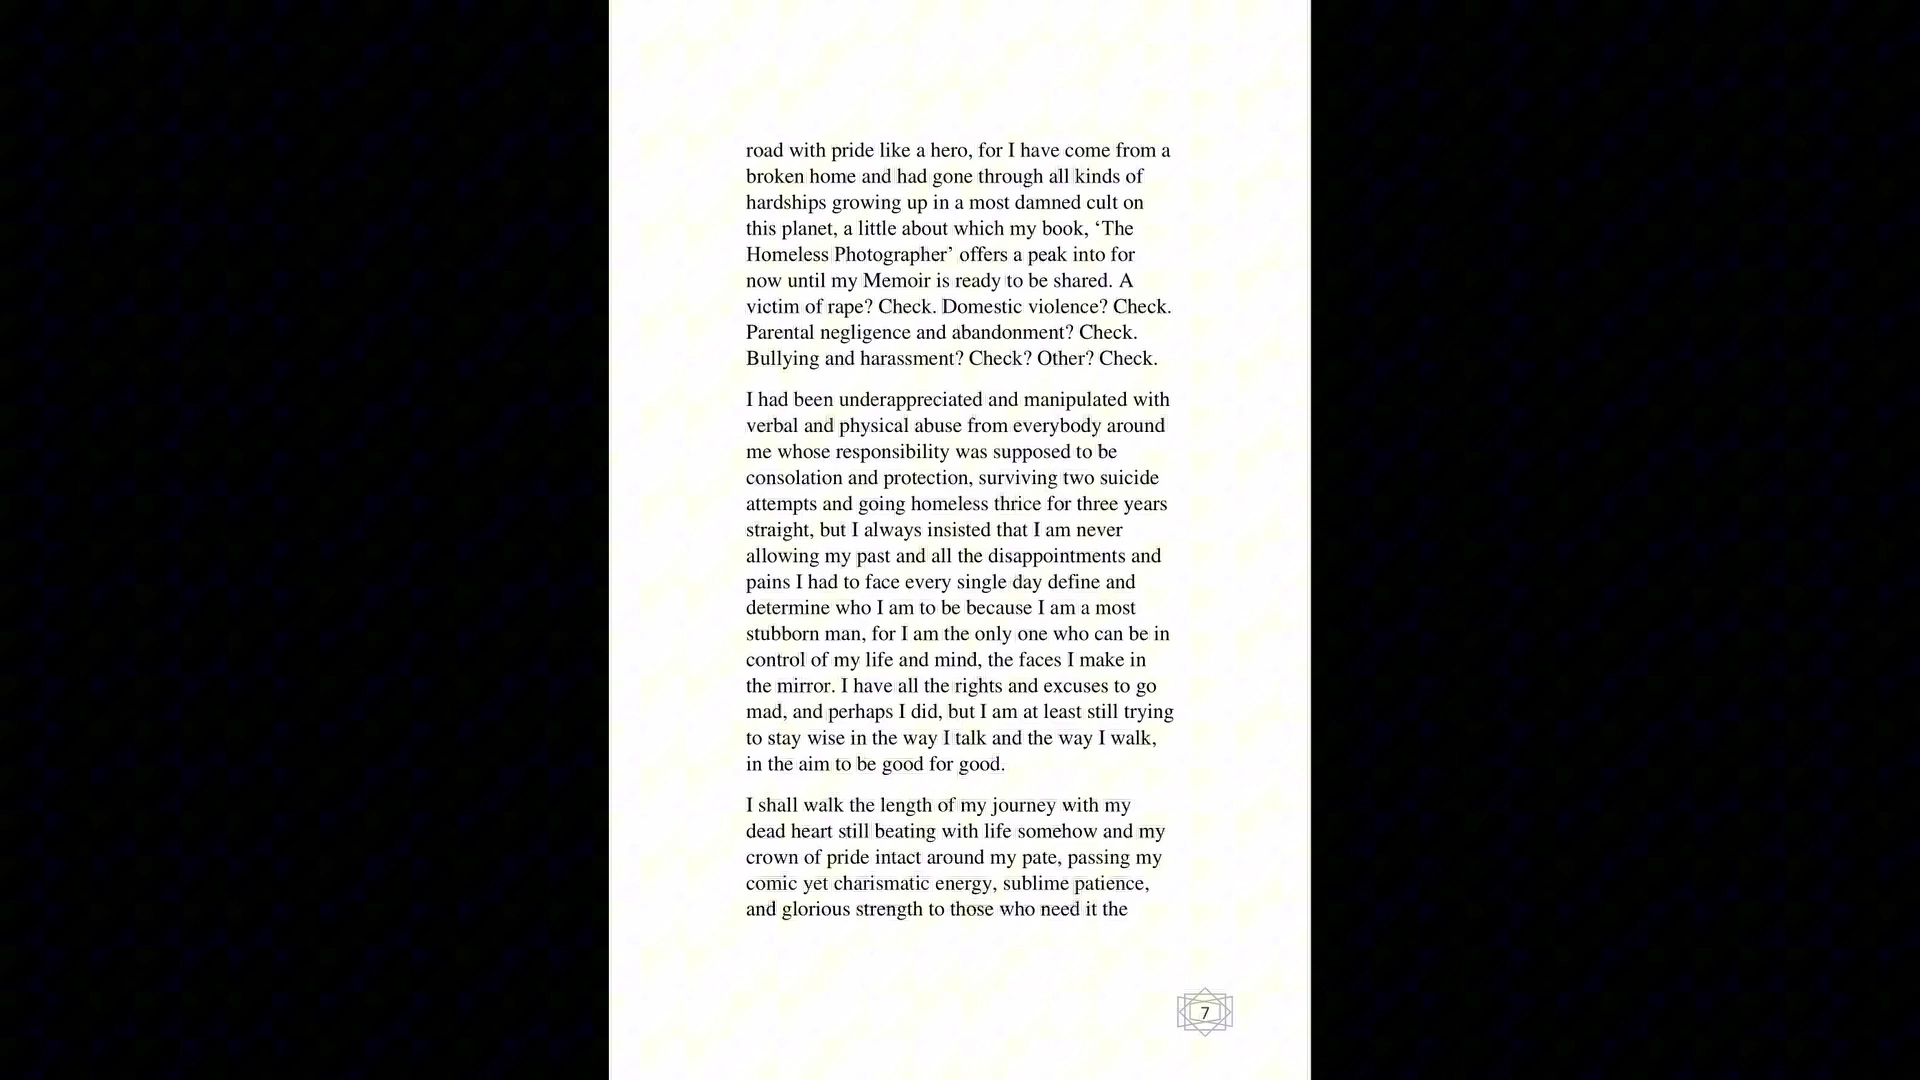 road with pride like a hero, for I have come from a
broken home and had gone through all kinds of
hardships growing up in a most damned cult on
this planet, a little about which my book, ‘The
Homeless Photographer’ offers a peak into for
now until my Memoir is ready to be shared. A
victim of rape? Check. Domestic violence? Check.
Parental negligence and abandonment? Check.
Bullying and harassment? Check? Other? Check.
I had been underappreciated and manipulated with
verbal and physical abuse from everybody around
me whose responsibility was supposed to be
consolation and protection, surviving two suicide
attempts and going homeless thrice for three years
straight, but I always insisted that I am never
allowing my past and all the disappointments and
pains I had to face every single day define and
determine who I am to be because I am a most
stubborn man, for I am the only one who can be in
control of my life and mind, the faces I make in
the mirror. I have all the rights and excuses to go
mad, and perhaps I did, but I am at least still trying
to stay wise in the way I talk and the way I walk,
in the aim to be good for good.
I shall walk the length of my journey with my
dead heart still beating with life somehow and my
crown of pride intact around my pate, passing my
comic yet charismatic energy, sublime patience,
and glorious strength to those who need it the
7